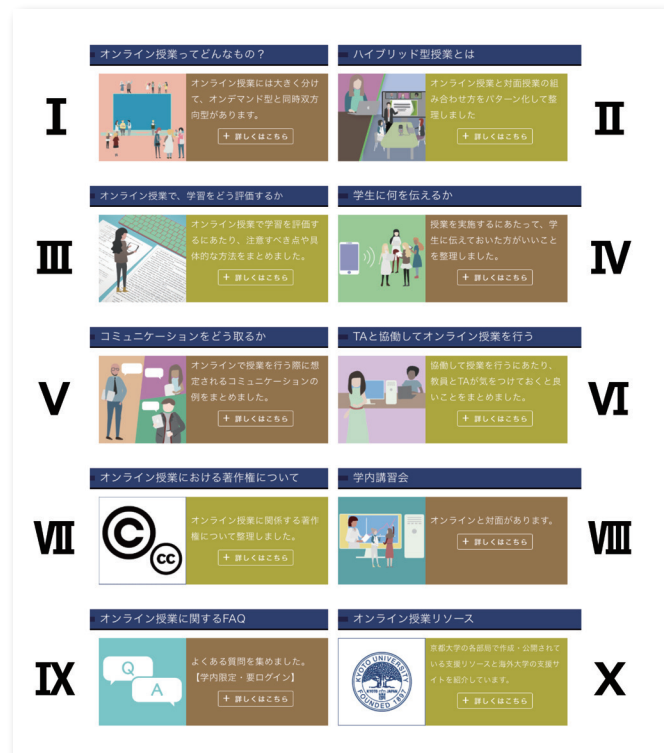 オンライン授業ってどんなもの？
ハイブリッド型授業とは
Ⅰ
オンライン授業には大きく分け
て、オンデマンド型と同時双方
向型があります。
+ 詳しくはこちら
オンライン授業と対面授業の組
み合わせ方をパターン化して整
理しました
+ 詳しくはこちら
Ⅱ
オンライン授業で、学習をどう評価するか
学生に何を伝えるか
Ⅲ
オンライン授業で学習を評価す
るにあたり、注意すべき点や具
体的な方法をまとめました。
+ 詳しくはこちら
授業を実施するにあたって、学
生に伝えておいた方がいいこと
を整理しました。
+ 詳しくはこちら
Ⅳ
コミュニケーションをどう取るか
TAと協働してオンライン授業を行う
Ⅴ
オンラインで授業を行う際に想
定されるコミュニケーションの
例をまとめました。
+ 詳しくはこちら
協働して授業を行うにあたり、
教員とTAが気をつけておくと良
いことをまとめました。
+ 詳しくはこちら
Ⅵ
オンライン授業における著作権について
学内講習会
Ⅶ
C
cc
オンライン授業に関係する著作
権について整理しました。
+ 詳しくはこちら
オンラインと対面があります。
+ 詳しくはこちら
Ⅷ
オンライン授業に関するFAQ
オンライン授業リソース
Ⅸ
Q
A
よくある質問を集めました。
【学内限定・要ログイン】
+ 詳しくはこちら
KYOTO UNIVERSITY
KYOTO JAPAN
FOUNDED 1897
京都大学の各部局で作成・公開されて
いる支援リソースと海外大学の支援サ
イトを紹介しています。
+ 詳しくはこちら
Ⅹ